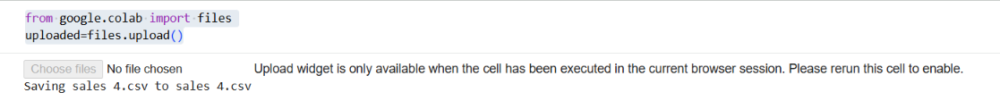 from google.colab import files
uploaded=files.upload()
Choose files No file chosen Upload widget is only available when the cell has been executed in the current browser session. Please rerun this cell to enable.
Saving sales 4.csv to sales 4.csv